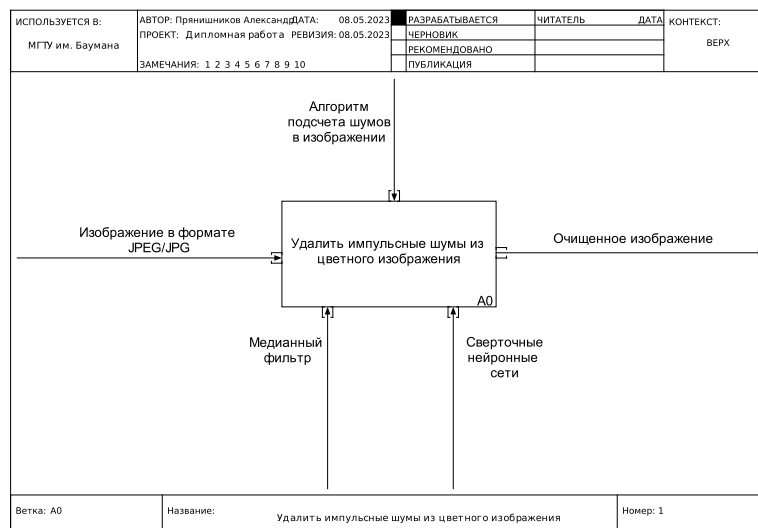 ИСПОЛЬЗУЕТСЯ В:
МГТУ им. Баумана
АВТОР: Прянишников Александр ДАТА: 08.05.2023
ПРОЕКТ: Дипломная работа РЕВИЗИЯ: 08.05.2023
ЗАМЕЧАНИЯ: 1 2 3 4 5 6 7 8 9 10
РАЗРАБАТЫВАЕТСЯ
ЧЕРНОВИК
РЕКОМЕНДОВАНО
ПУБЛИКАЦИЯ
ЧИТАТЕЛЬ ДАТА
КОНТЕКСТ:
ВЕРХ
Алгоритм
подсчета шумов
в изображении
Изображение в формате
JPEG/JPG
Удалить импульсные шумы из
цветного изображения
A0
Очищенное изображение
Медианный
фильтр
Сверточные
нейронные
сети
Ветка: A0
Название:
Удалить импульсные шумы из цветного изображения
Номер: 1